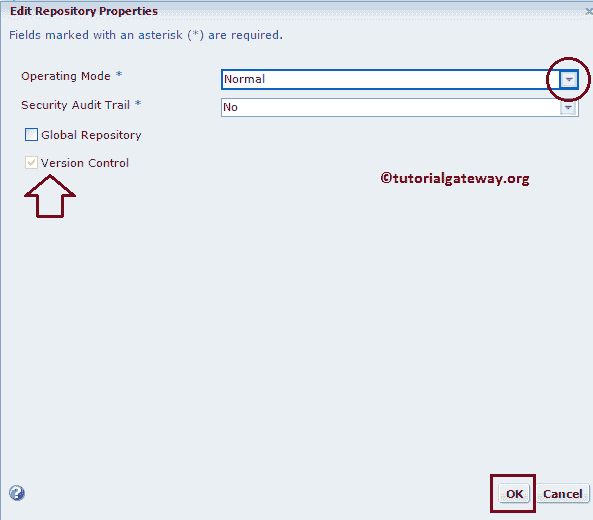 Edit Repository Properties
Fields marked with an asterisk (*) are required.
Operating Mode *
Normal
Security Audit Trail *
No
Global Repository
Version Control
©tutorialgateway.org
OK
Cancel